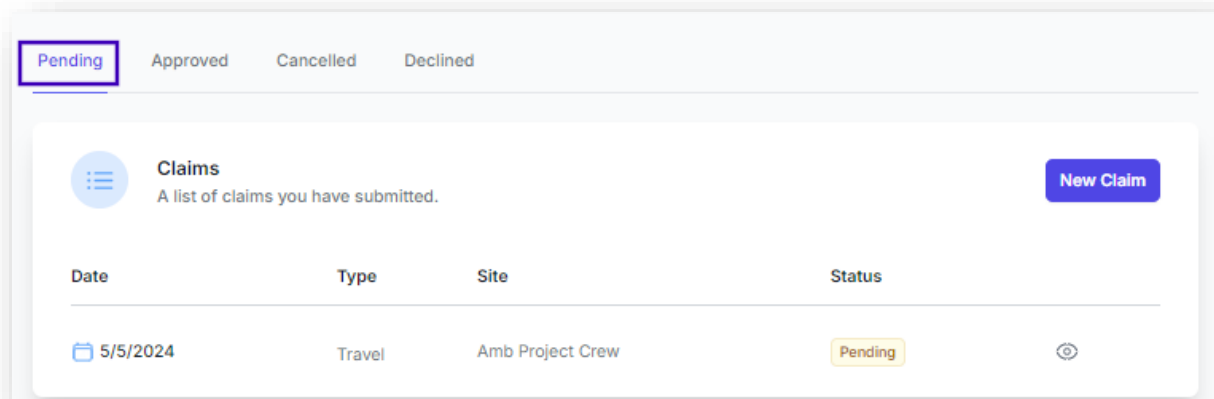 Pending Approved Cancelled Declined
Claims
A list of claims you have submitted.
New Claim
Date Type Site Status
5/5/2024 Travel Amb Project Crew Pending